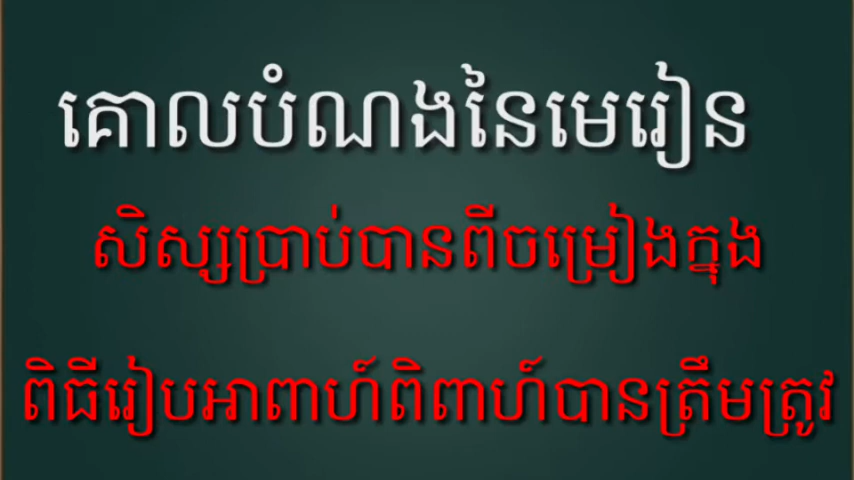 គោលបំណងនៃមេរៀន
សិស្សប្រាប់បានពីចម្រៀងក្នុង
ពិធីរៀបអាពាហ៍ពិពាហ៍បានត្រឹមត្រូវ